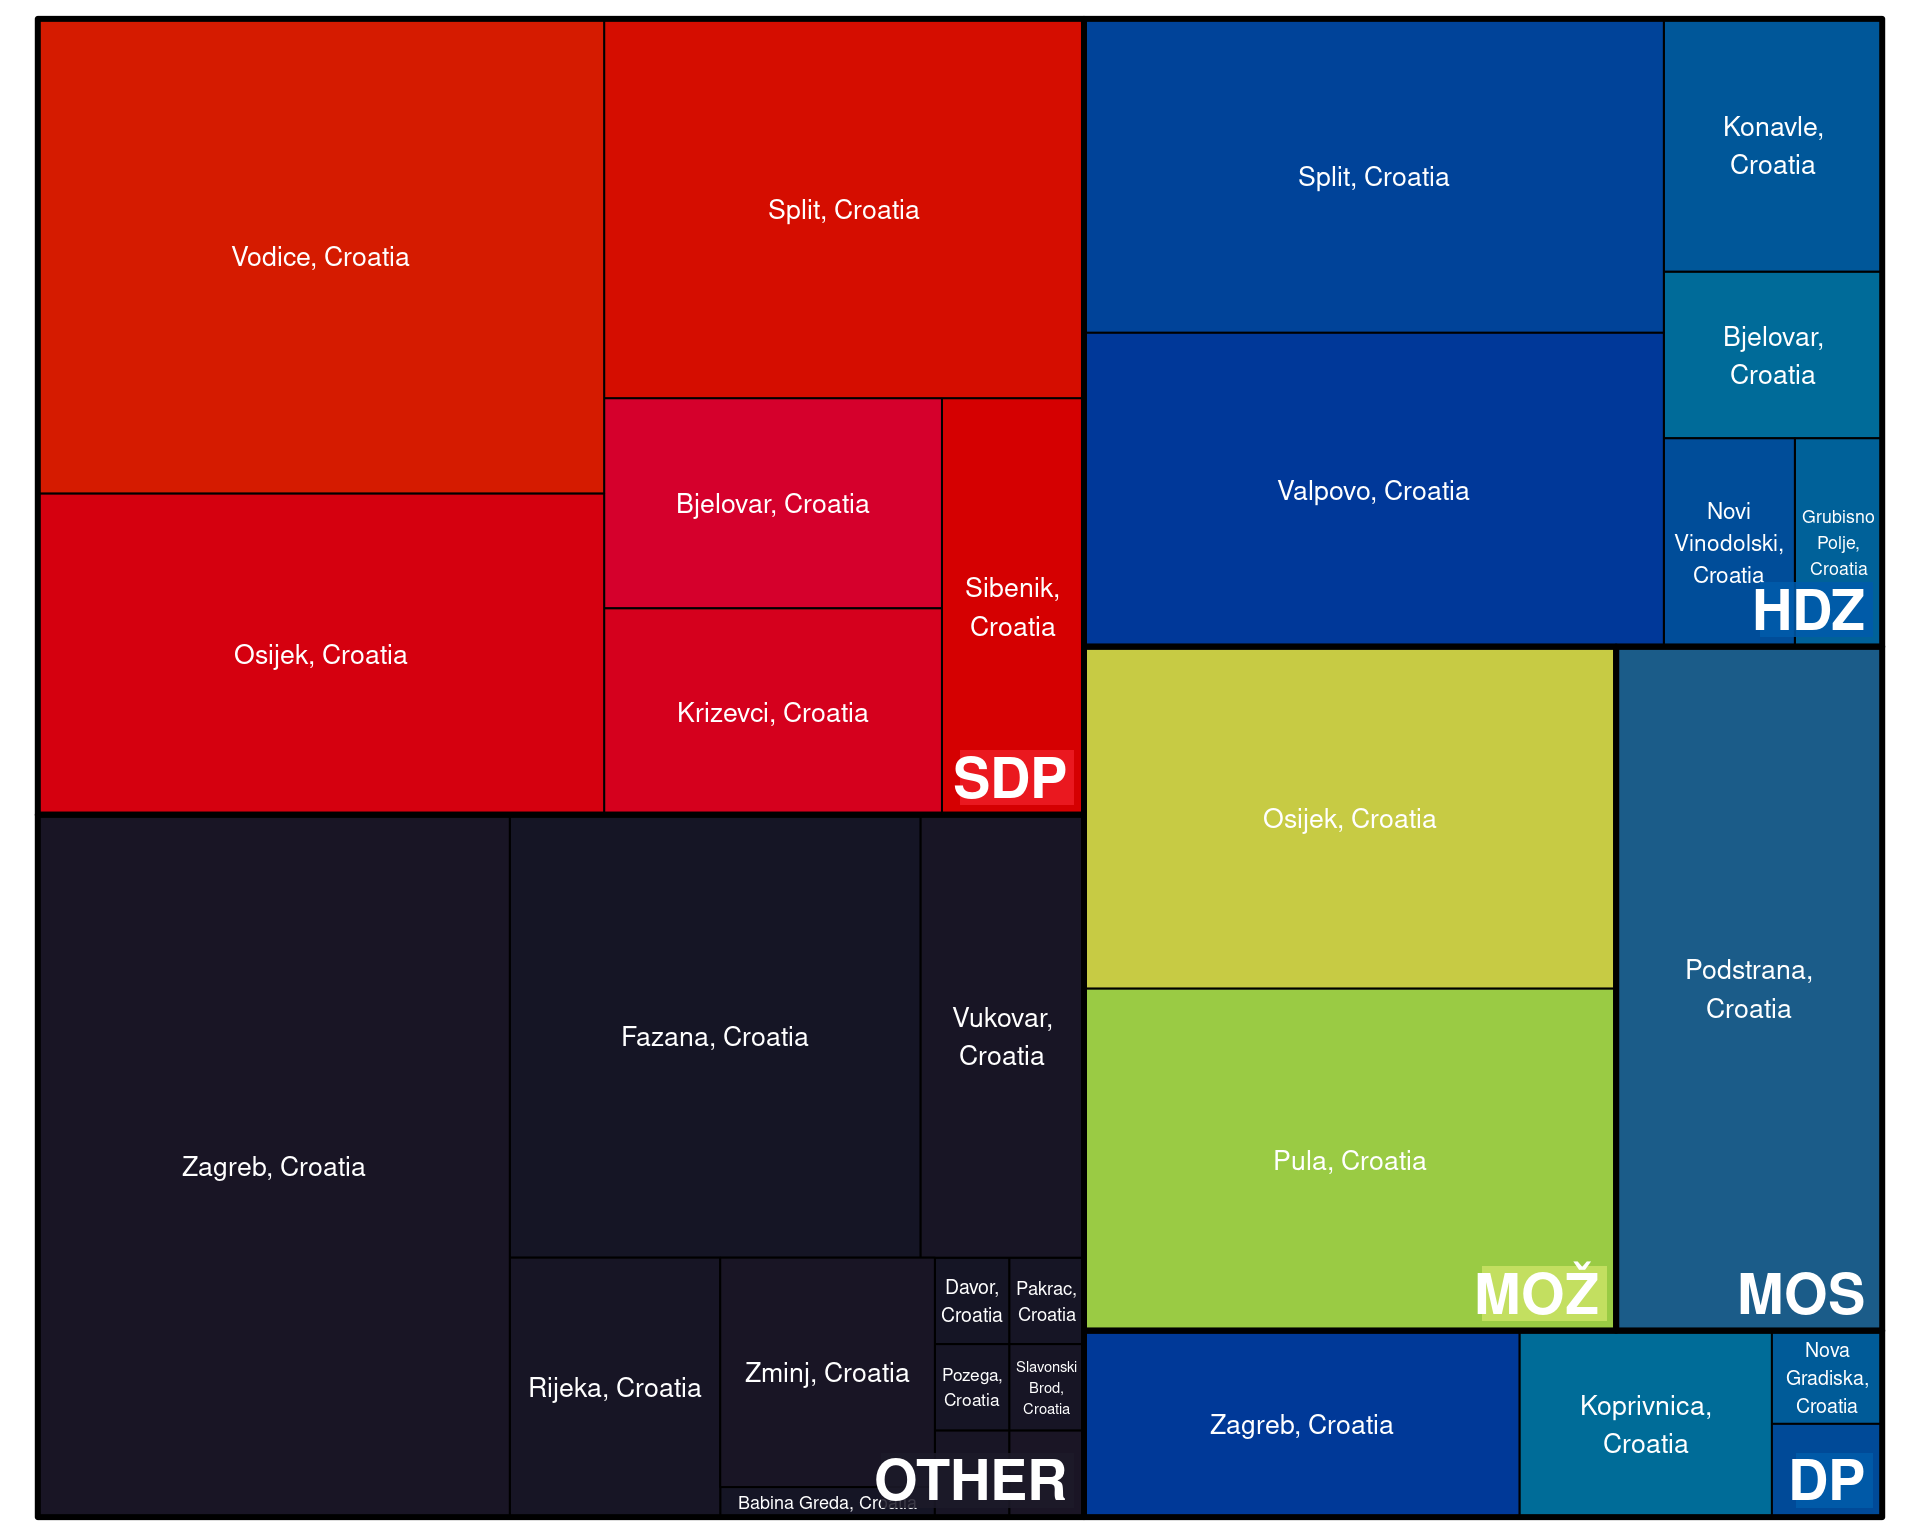 Vodice, Croatia
Split, Croatia
Osijek, Croatia
Bjelovar, Croatia
Krizevci, Croatia
Sibenik,
Croatia
SDP
Split, Croatia
Valpovo, Croatia
Konavle,
Croatia
Bjelovar,
Croatia
Novi
Vinodolski,
Croatia
Grubisno
Polje,
Croatia
HDZ
Zagreb, Croatia
Fazana, Croatia
Vukovar,
Croatia
Rijeka, Croatia
Zminj, Croatia
Babina Greda, Croatia
Davor,
Croatia
Pakrac,
Croatia
Pozega,
Croatia
Slavonski
Brod,
Croatia
OTHER
Osijek, Croatia
Pula, Croatia
MOŽ
Podstrana,
Croatia
MOS
Zagreb, Croatia
Koprivnica,
Croatia
Nova
Gradiska,
Croatia
DP